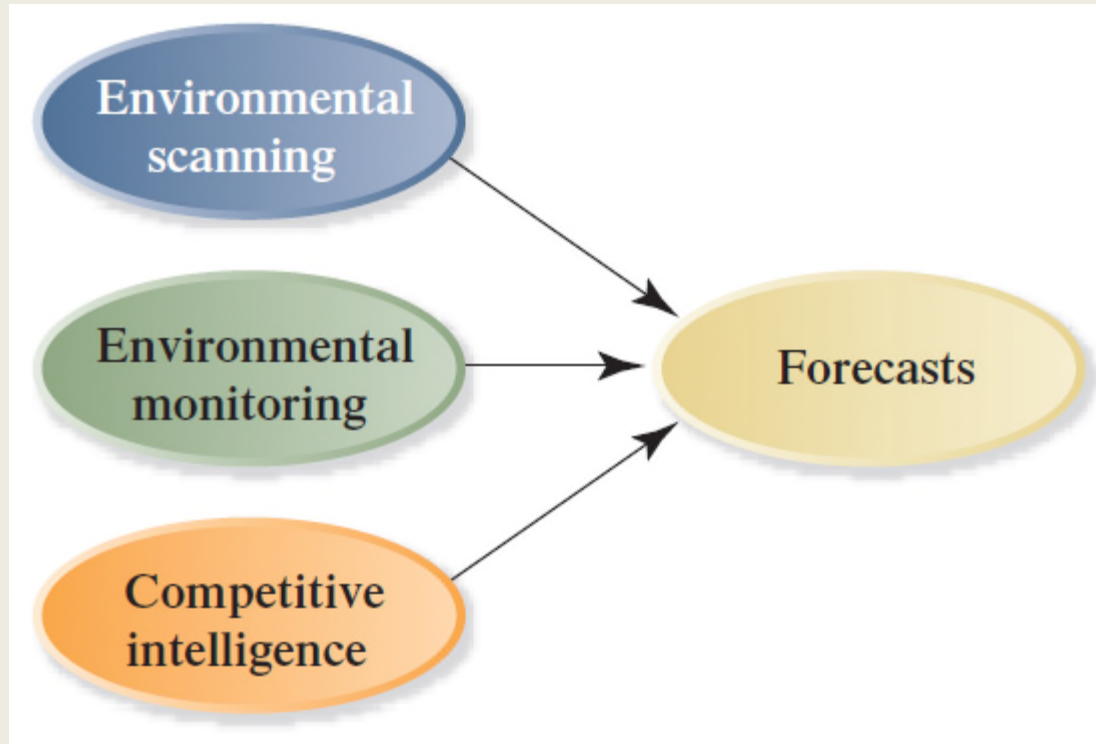 Environmental
scanning
Environmental
monitoring
Forecasts
Competitive
intelligence